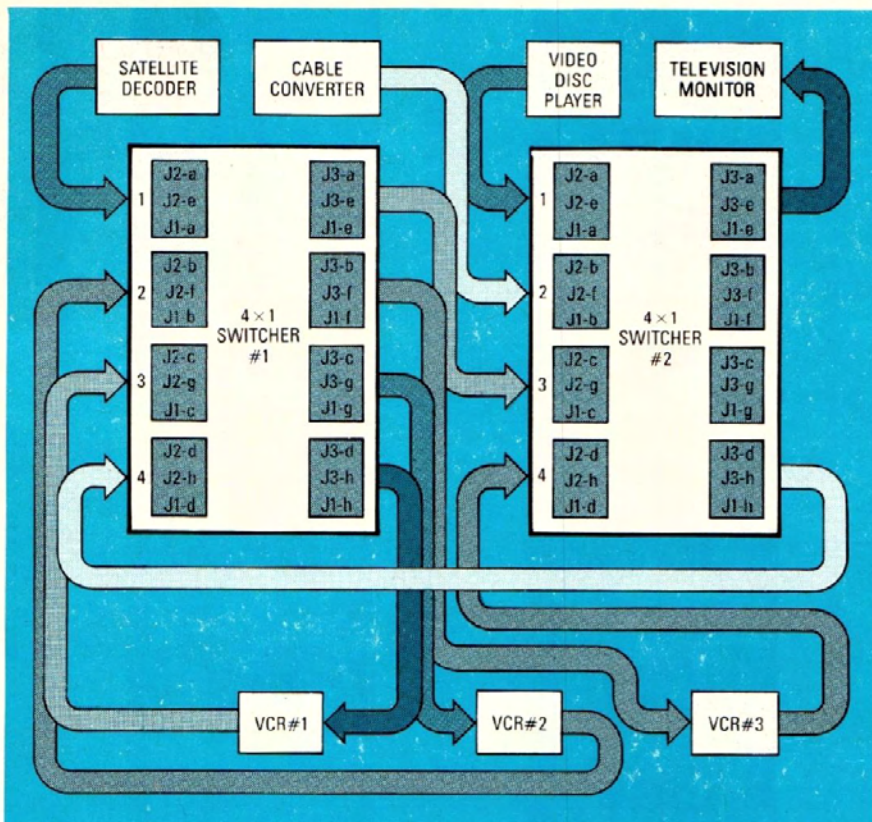 SATELLITE
DECODER
CABLE
CONVERTER
VIDEO
DISC
PLAYER
TELEVISION
MONITOR
1
J2-a
J2-e
J1-a
J3-a
J3-e
J1-e
2
J2-b
J2-f
J1-b
J3-b
J3-f
J1-f
4 × 1
SWITCHER
#1
3
J2-c
J2-g
J1-c
J3-c
J3-g
J1-g
4
J2-d
J2-h
J1-d
J3-d
J3-h
J1-h
1
J2-a
J2-e
J1-a
J3-a
J3-e
J1-e
2
J2-b
J2-f
J1-b
J3-b
J3-f
J1-f
4 × 1
SWITCHER
#2
3
J2-c
J2-g
J1-c
J3-c
J3-g
J1-g
4
J2-d
J2-h
J1-d
J3-d
J3-h
J1-h
VCR#1
VCR#2
VCR#3